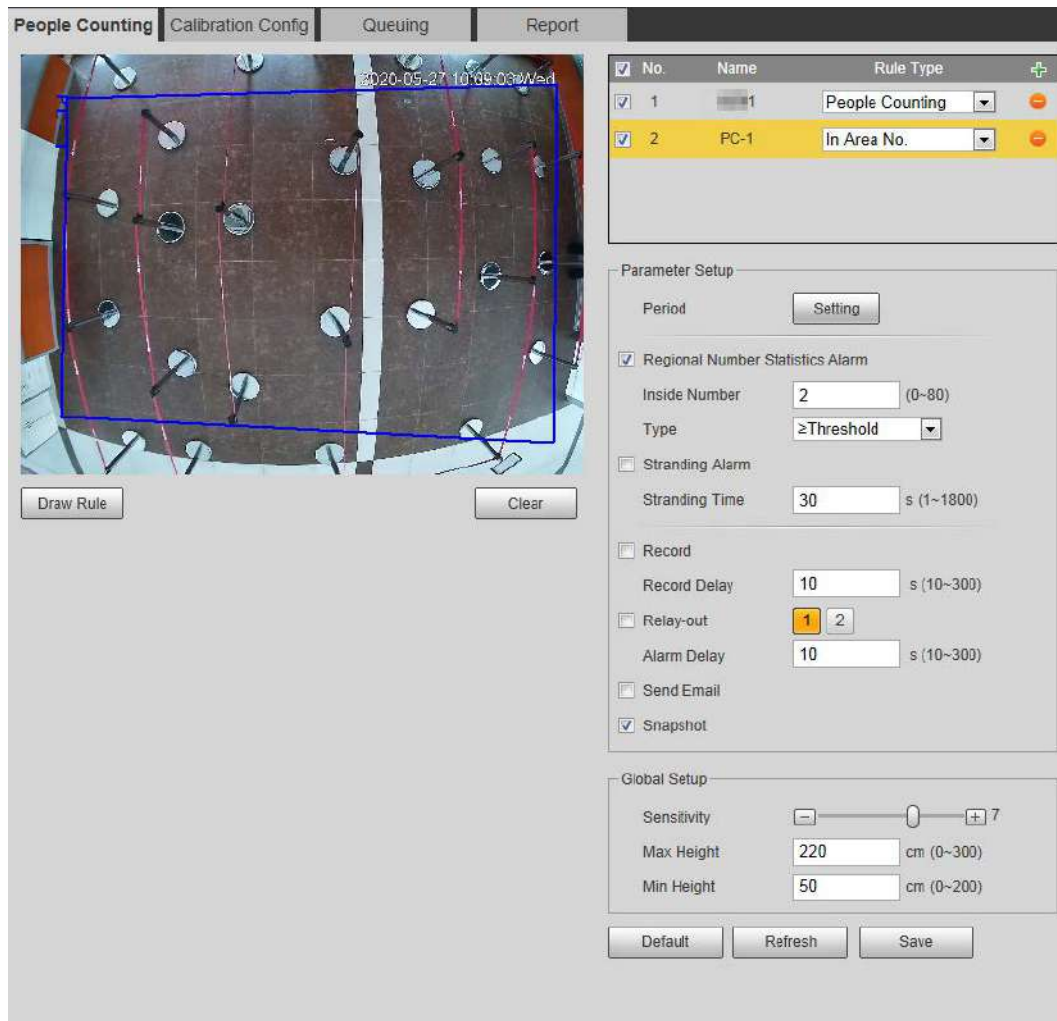 People Counting Calibration Config Queuing Report
2020-05-27 10:09:03 Wed
No. Name Rule Type
1 1 People Counting
2 PC-1 In Area No.
Parameter Setup
Period Setting
Regional Number Statistics Alarm
Inside Number 2 (0~80)
Type ≥Threshold
Stranding Alarm
Stranding Time 30 s (1~1800)
Record
Record Delay 10 s (10~300)
Relay-out 1 2
Alarm Delay 10 s (10~300)
Send Email
Snapshot
Global Setup
Sensitivity 7
Max Height 220 cm (0~300)
Min Height 50 cm (0~200)
Default Refresh Save
Draw Rule Clear